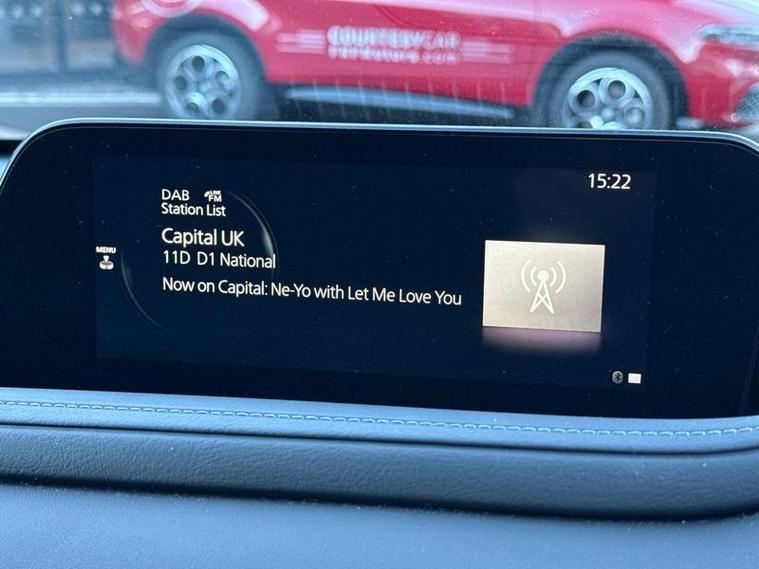 COURTESY CAR
15:22
DAB LINK FM
Station List
Capital UK
11D D1 National
MENU
Now on Capital: Ne-Yo with Let Me Love You